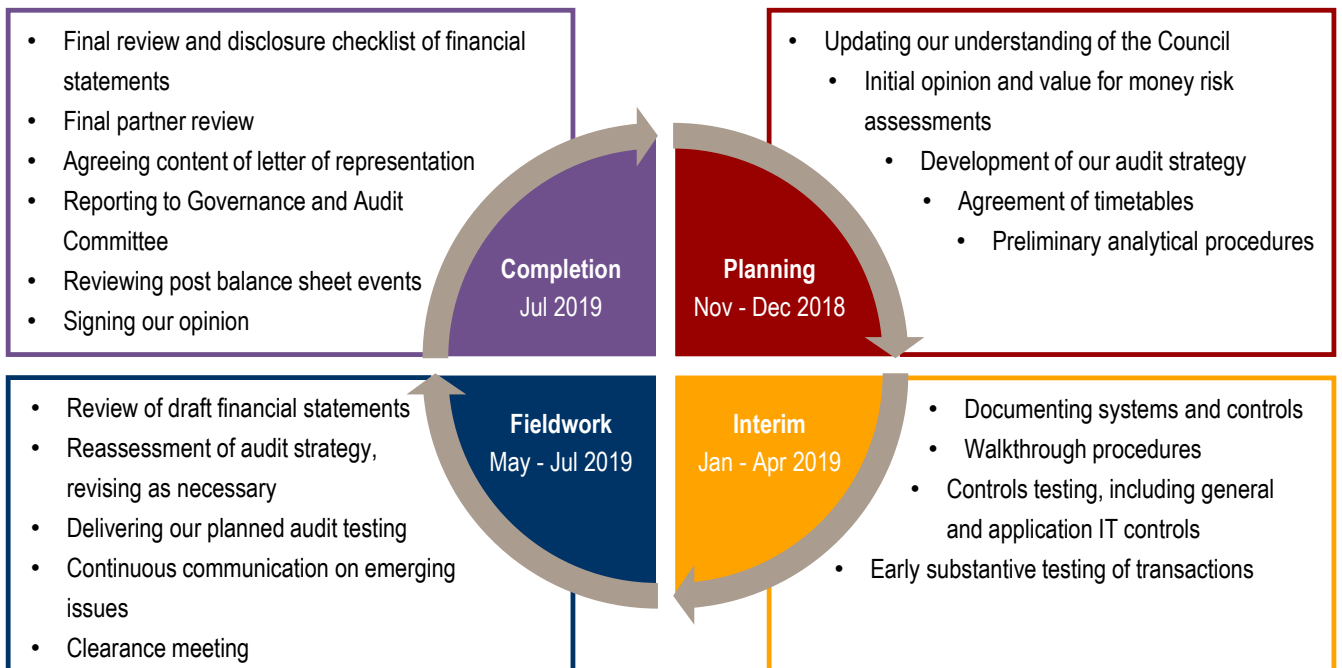 • Final review and disclosure checklist of financial
statements
• Final partner review
• Agreeing content of letter of representation
• Reporting to Governance and Audit
Committee
• Reviewing post balance sheet events
• Signing our opinion
Completion
Jul 2019
• Updating our understanding of the Council
• Initial opinion and value for money risk
assessments
• Development of our audit strategy
• Agreement of timetables
• Preliminary analytical procedures
Planning
Nov - Dec 2018
• Review of draft financial statements
• Reassessment of audit strategy,
revising as necessary
• Delivering our planned audit testing
• Continuous communication on emerging
issues
• Clearance meeting
Fieldwork
May - Jul 2019
Interim
Jan - Apr 2019
• Documenting systems and controls
• Walkthrough procedures
• Controls testing, including general
and application IT controls
• Early substantive testing of transactions